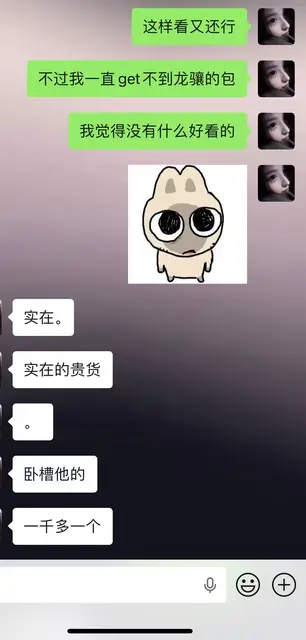 这样看又还行
不过我一直get不到龙骧的包
我觉得没有什么好看的
实在。
实在的贵货
。
卧槽他的
一千多一个